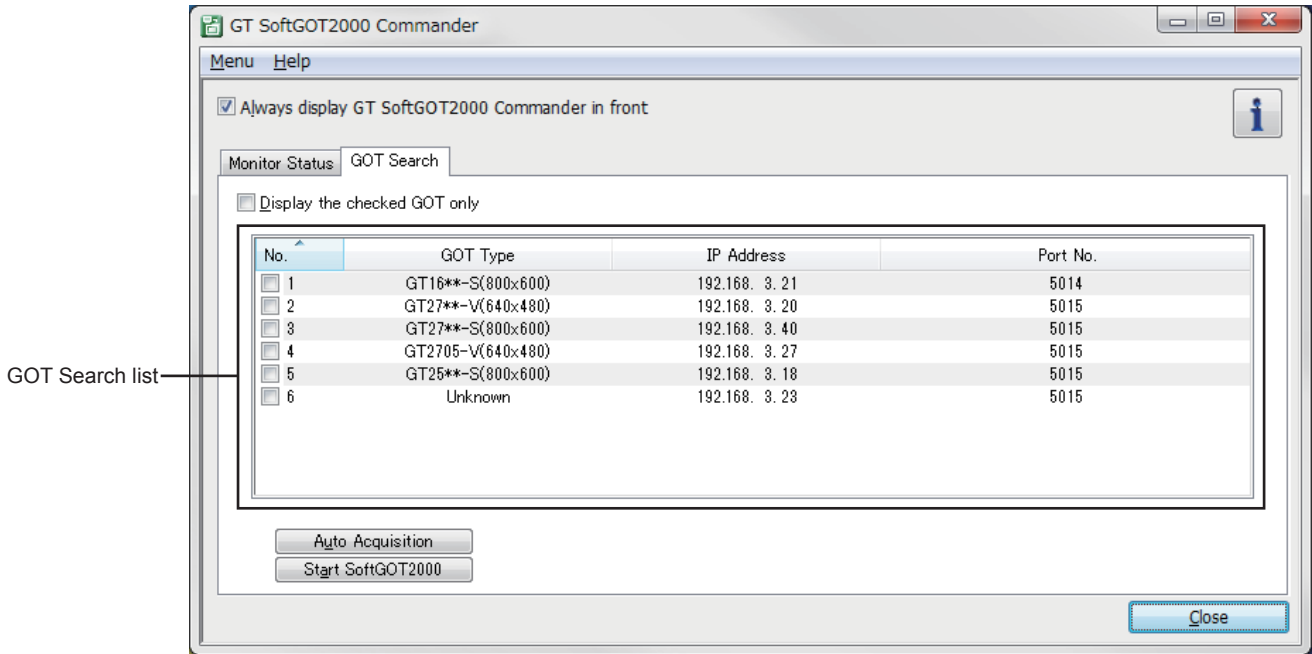 GT SoftGOT2000 Commander
Menu Help
Always display GT SoftGOT2000 Commander in front
Monitor Status GOT Search
Display the checked GOT only
No. GOT Type IP Address Port No.
1 GT16**-S(800x600) 192.168. 3. 21 5014
2 GT27**-V(640x480) 192.168. 3. 20 5015
3 GT27**-S(800x600) 192.168. 3. 40 5015
4 GT2705-V(640x480) 192.168. 3. 27 5015
GOT Search list 5 GT25**-S(800x600) 192.168. 3. 18 5015
6 Unknown 192.168. 3. 23 5015
Auto Acquisition
Start SoftGOT2000
Close